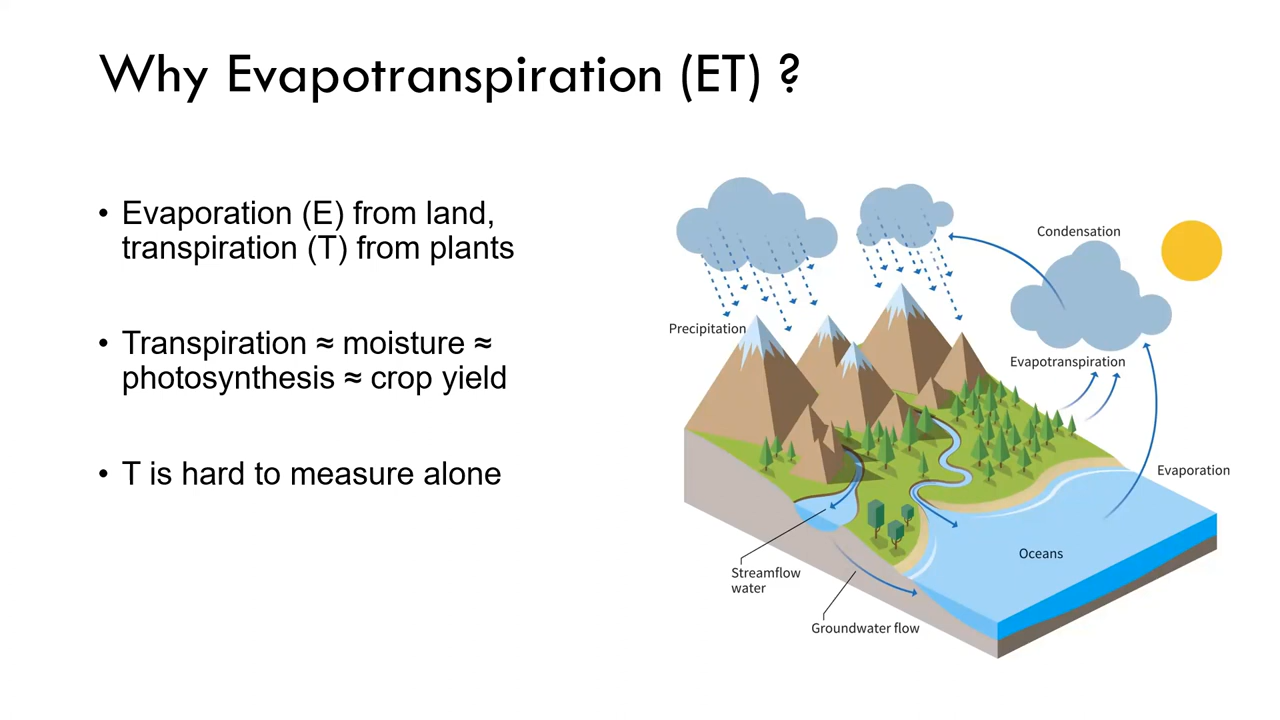 Why Evapotranspiration (ET) ?
• Evaporation (E) from land,
transpiration (T) from plants
• Transpiration ≈ moisture ≈
photosynthesis ≈ crop yield
• T is hard to measure alone
Condensation
Precipitation
Evapotranspiration
Evaporation
Oceans
Streamflow
water
Groundwater flow